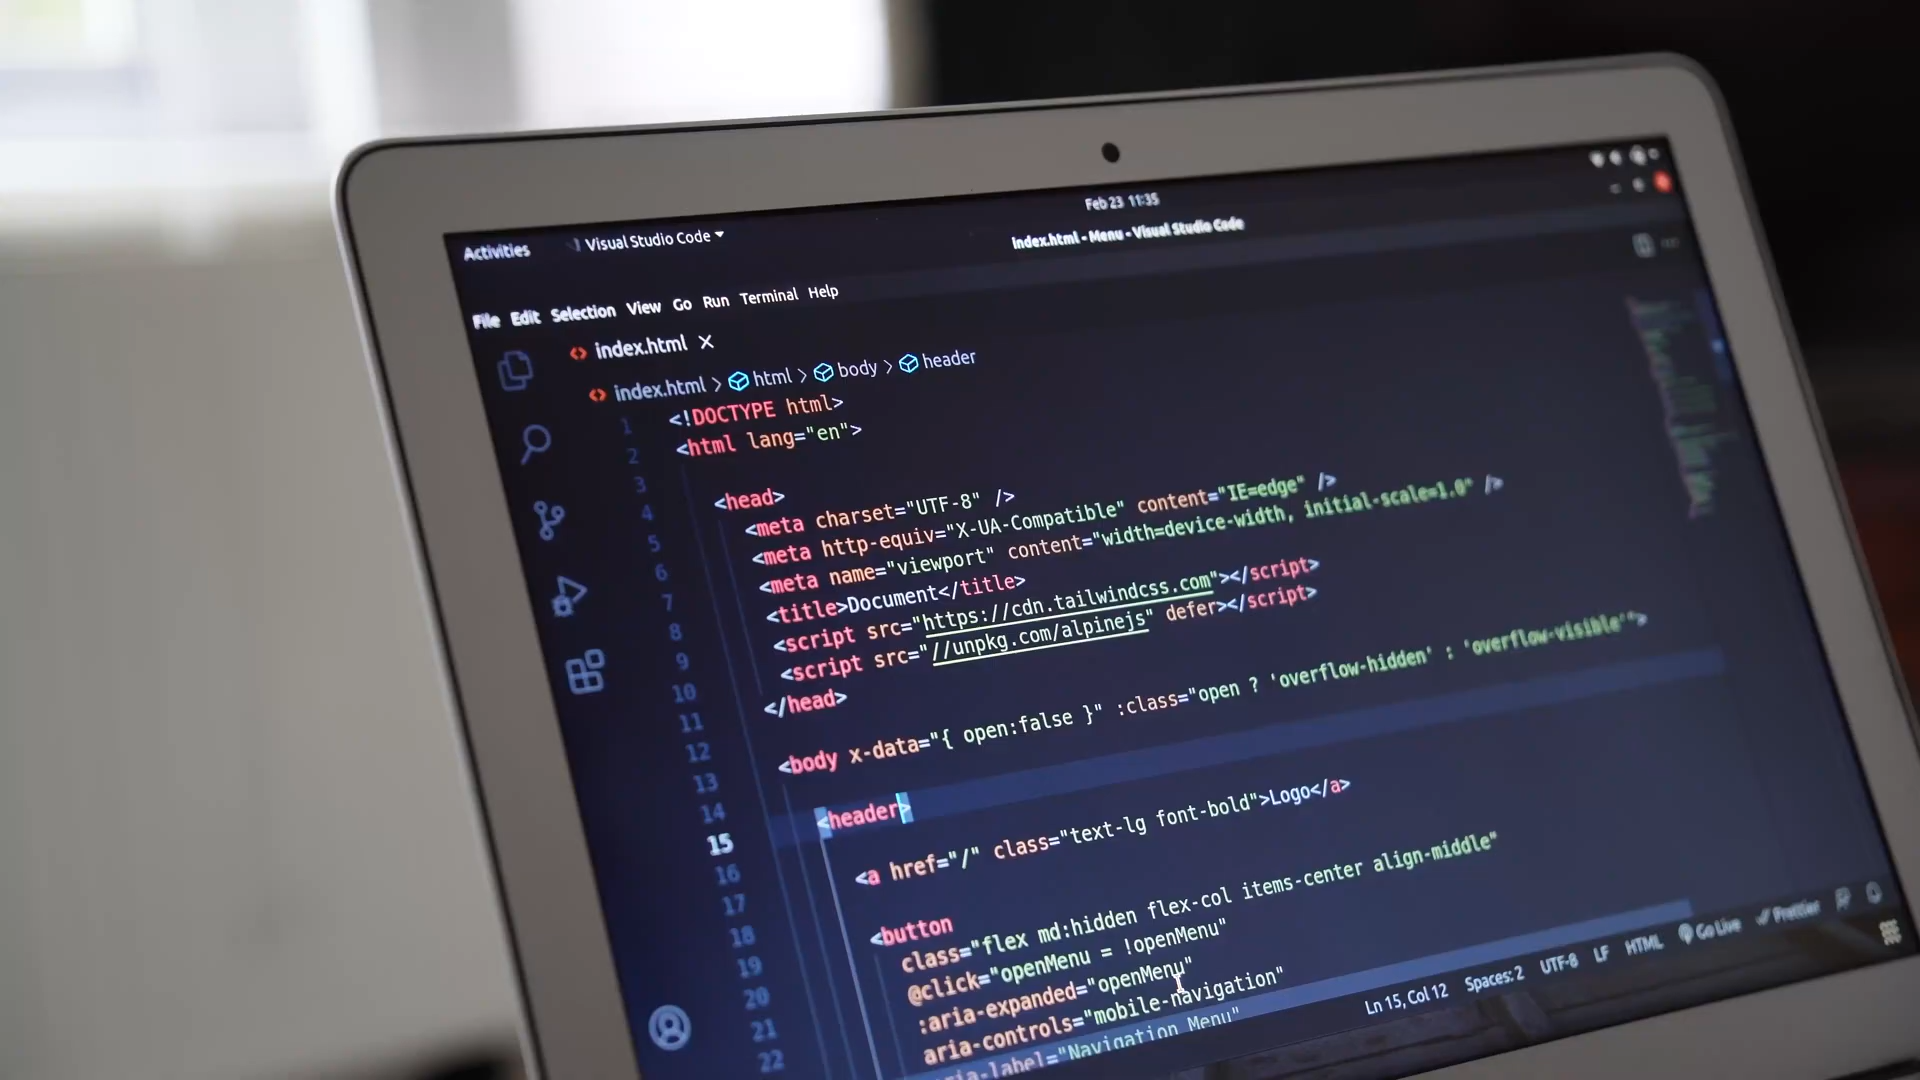 Feb 23 11:35
Activities Visual Studio Code
index.html - Menu - Visual Studio Code
File Edit Selection View Go Run Terminal Help
index.html
index.html > html > body > header
1 <!DOCTYPE html>
2 <html lang="en">
3
4 <head>
5 <meta charset="UTF-8" />
6 <meta http-equiv="X-UA-Compatible" content="IE=edge" />
7 <meta name="viewport" content="width=device-width, initial-scale=1.0" />
8 <title>Document</title>
9 <script src="https://cdn.tailwindcss.com"></script>
10 <script src="//unpkg.com/alpinejs" defer></script>
11 </head>
12
13 <body x-data="{ open:false }" :class="open ? 'overflow-hidden' : 'overflow-visible'">
14
15 <header>
16
17 <a href="/" class="text-lg font-bold">Logo</a>
18
19 <button
20 class="flex md:hidden flex-col items-center align-middle"
21 @click="openMenu = !openMenu"
22 :aria-expanded="openMenu"
aria-controls="mobile-navigation"
aria-label="Navigation Menu"
Ln 15, Col 12 Spaces: 2 UTF-8 LF HTML Go Live Prettier